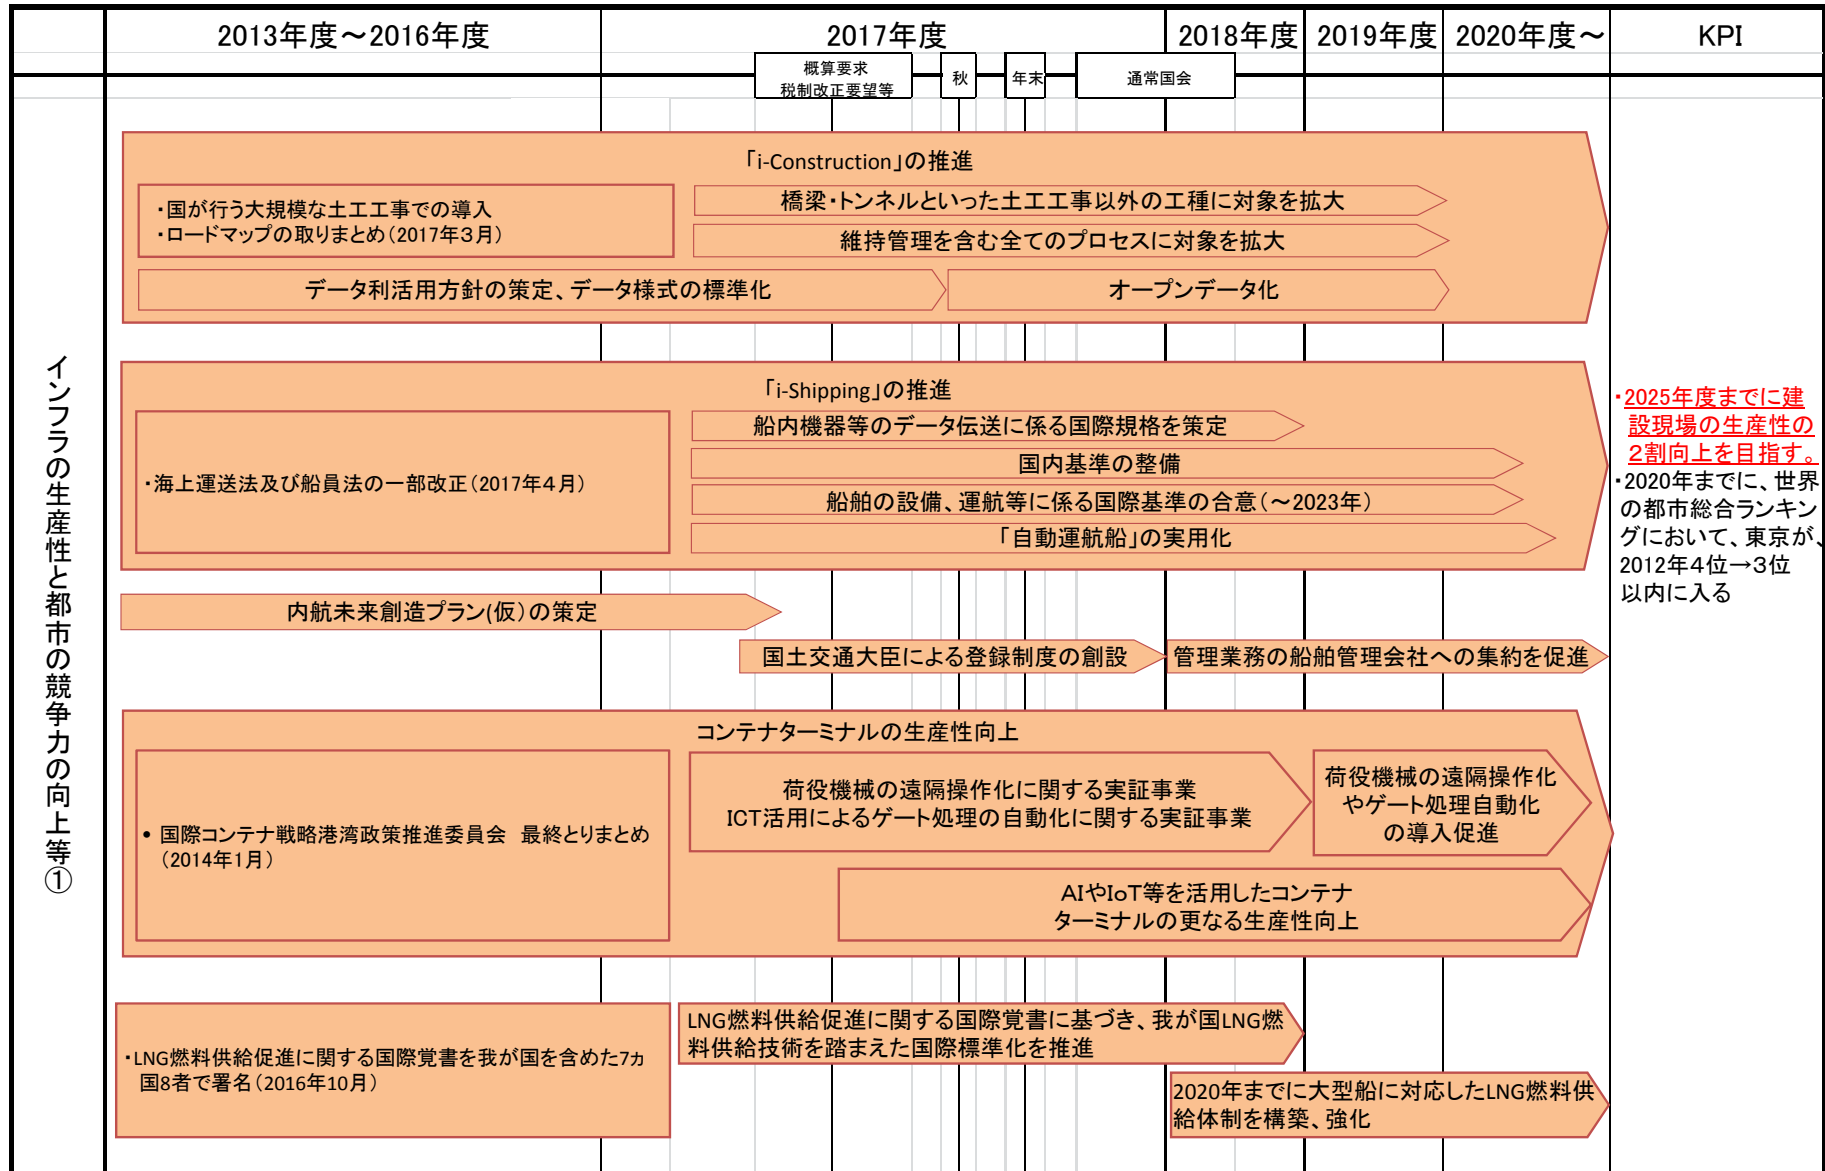 2013年度～2016年度
2017年度
2018年度
2019年度
2020年度～
KPI
概算要求
税制改正要望等
秋
年末
通常国会
インフラの生産性と都市の競争力の向上等①
「i-Construction」の推進
・国が行う大規模な土工工事での導入
・ロードマップの取りまとめ（2017年３月）
橋梁・トンネルといった土工工事以外の工種に対象を拡大
維持管理を含む全てのプロセスに対象を拡大
データ利活用方針の策定、データ様式の標準化
オープンデータ化
「i-Shipping」の推進
・海上運送法及び船員法の一部改正（2017年４月）
船内機器等のデータ伝送に係る国際規格を策定
国内基準の整備
船舶の設備、運航等に係る国際基準の合意（～2023年）
「自動運航船」の実用化
内航未来創造プラン(仮）の策定
国土交通大臣による登録制度の創設
管理業務の船舶管理会社への集約を促進
コンテナターミナルの生産性向上
• 国際コンテナ戦略港湾政策推進委員会　最終とりまとめ
（2014年1月）
荷役機械の遠隔操作化に関する実証事業
ICT活用によるゲート処理の自動化に関する実証事業
荷役機械の遠隔操作化
やゲート処理自動化
の導入促進
AIやIoT等を活用したコンテナ
ターミナルの更なる生産性向上
・LNG燃料供給促進に関する国際覚書を我が国を含めた7ヵ
国8者で署名（2016年10月）
LNG燃料供給促進に関する国際覚書に基づき、我が国LNG燃
料供給技術を踏まえた国際標準化を推進
2020年までに大型船に対応したLNG燃料供
給体制を構築、強化
・2025年度までに建
設現場の生産性の
２割向上を目指す。
・2020年までに、世界
の都市総合ランキン
グにおいて、東京が、
2012年４位→３位
以内に入る